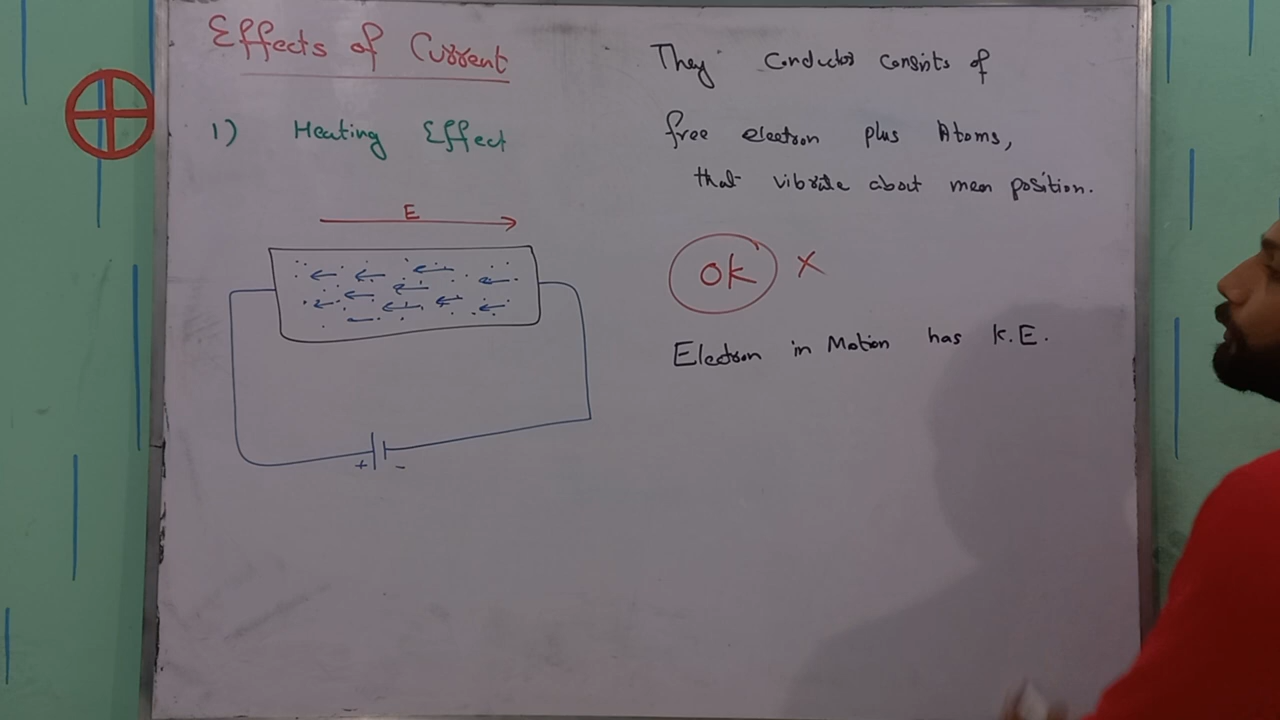 Effects of Current
1) Heating Effect
E
+ -
They conductor consists of
free electron plus Atoms,
that vibrate about mean position.
OK ×
Electron in Motion has K.E.